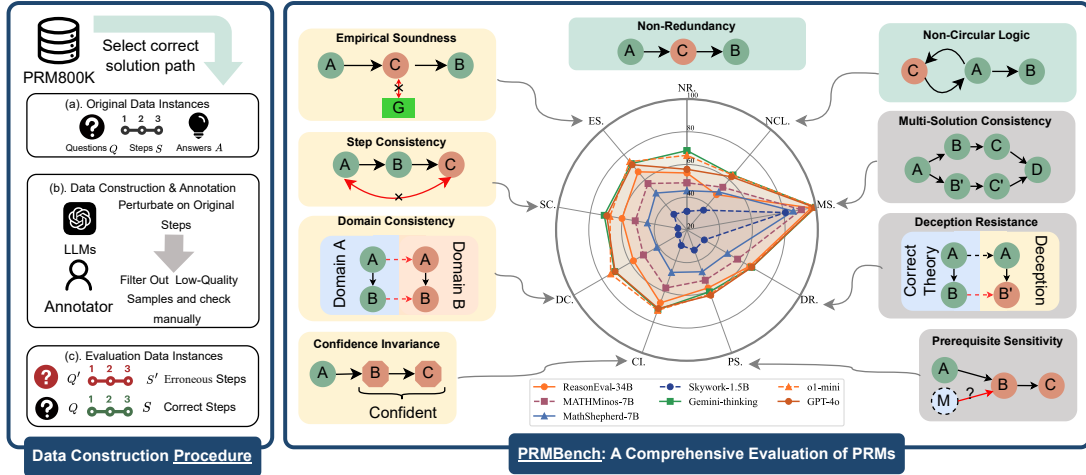 PRM800K
Select correct
solution path
(a). Original Data Instances
1 2 3
Questions Q Steps S Answers A
(b). Data Construction & Annotation
Perturbate on Original
Steps
LLMs
Filter Out Low-Quality
Annotator
Samples and check
manually
(c). Evaluation Data Instances
1 2 3
Q′ S′ Erroneous Steps
1 2 3
Q S Correct Steps
Data Construction Procedure
Empirical Soundness
A C B
G
Step Consistency
A B C
Domain Consistency
Domain A
A A
B B
Domain B
Confidence Invariance
A B C
Confident
Non-Redundancy
A C B
NR.
100
80
60
40
20
ES.
NCL.
SC.
MS.
DC.
DR.
CI.
PS.
ReasonEval-34B
MATHMinos-7B
MathShepherd-7B
Skywork-1.5B
Gemini-thinking
o1-mini
GPT-4o
Non-Circular Logic
C A B
Multi-Solution Consistency
B C
A D
B' C'
Deception Resistance
Correct
Theory
A A
B B'
Deception
Prerequisite Sensitivity
A
B C
M ?
PRMBench: A Comprehensive Evaluation of PRMs